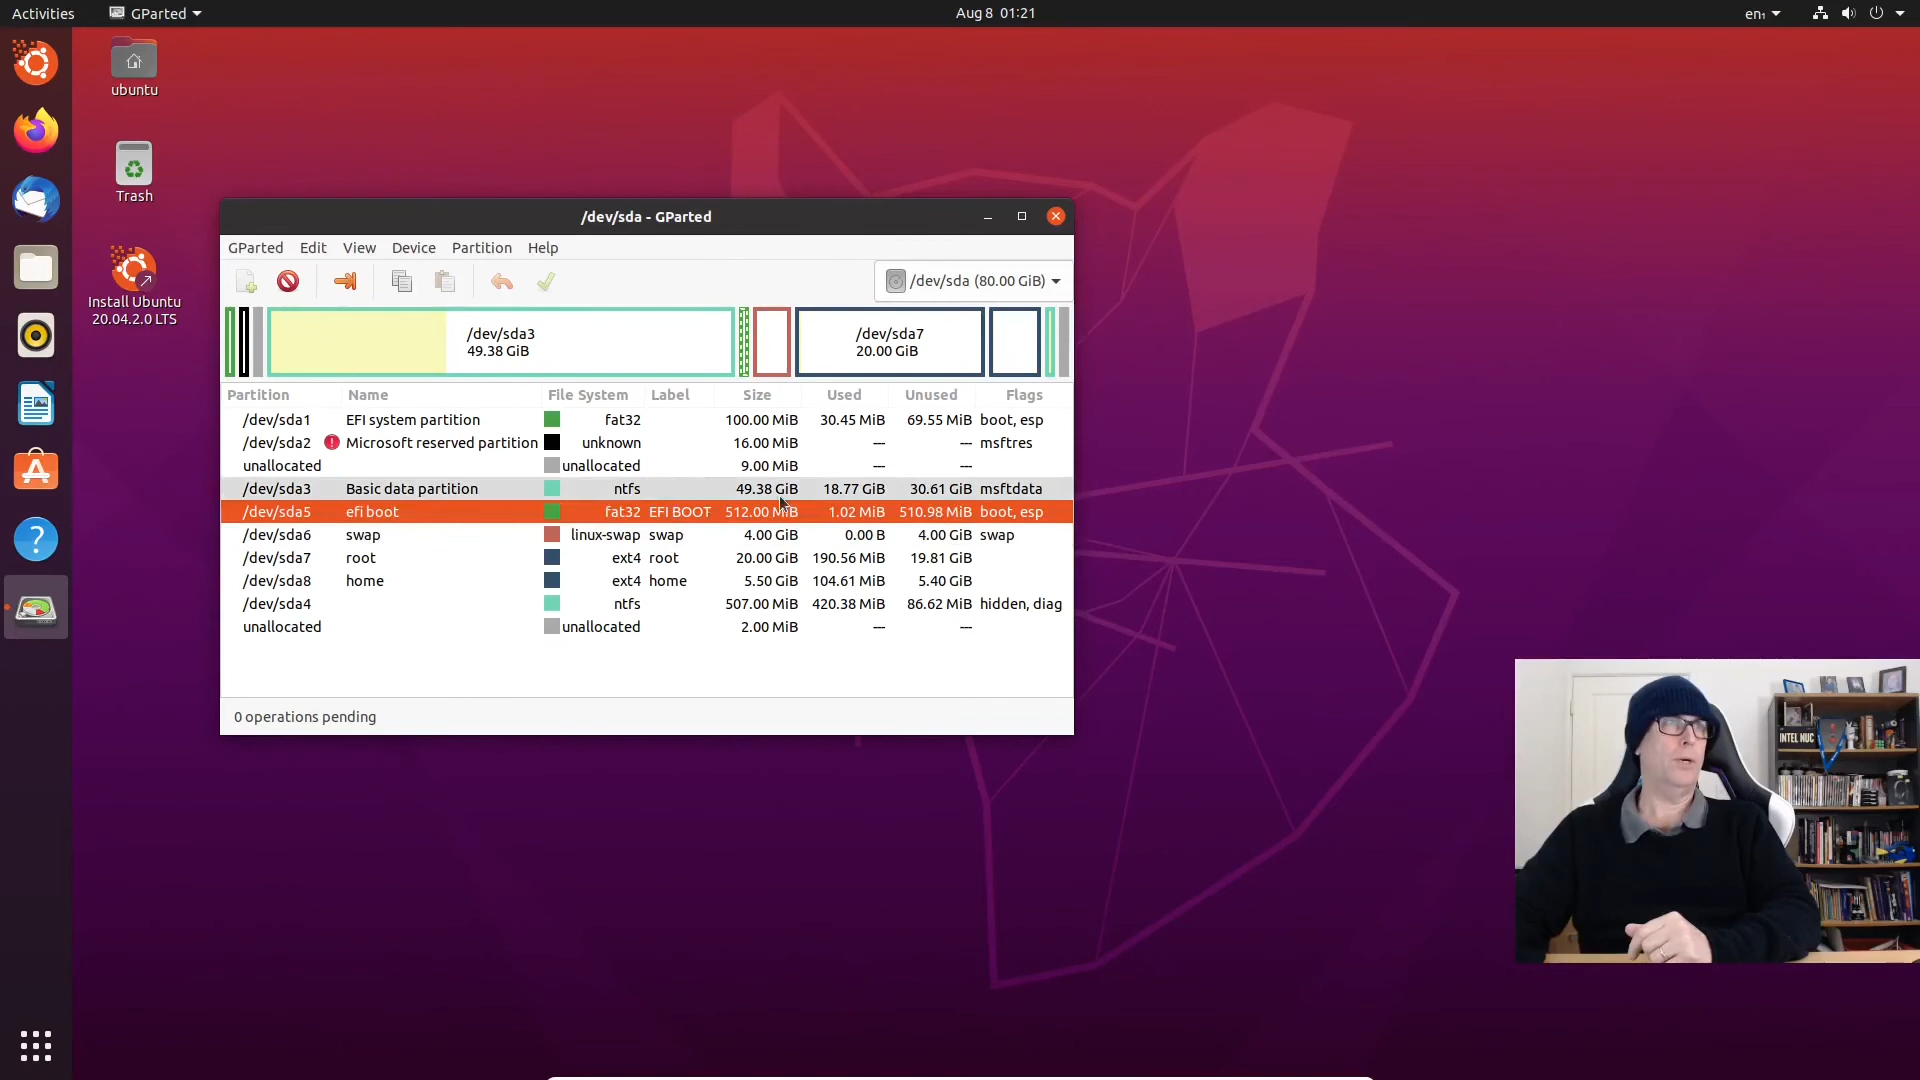 Activities GParted Aug 8 01:21 en₁
ubuntu
Trash
Install Ubuntu
20.04.2.0 LTS
/dev/sda - GParted
GParted Edit View Device Partition Help
/dev/sda (80.00 GiB)
/dev/sda3
49.38 GiB
/dev/sda7
20.00 GiB
Partition Name File System Label Size Used Unused Flags
/dev/sda1 EFI system partition fat32 100.00 MiB 30.45 MiB 69.55 MiB boot, esp
/dev/sda2 Microsoft reserved partition unknown 16.00 MiB --- --- msftres
unallocated unallocated 9.00 MiB --- ---
/dev/sda3 Basic data partition ntfs 49.38 GiB 18.77 GiB 30.61 GiB msftdata
/dev/sda5 efi boot fat32 EFI BOOT 512.00 MiB 1.02 MiB 510.98 MiB boot, esp
/dev/sda6 swap linux-swap swap 4.00 GiB 0.00 B 4.00 GiB swap
/dev/sda7 root ext4 root 20.00 GiB 190.56 MiB 19.81 GiB
/dev/sda8 home ext4 home 5.50 GiB 104.61 MiB 5.40 GiB
/dev/sda4 ntfs 507.00 MiB 420.38 MiB 86.62 MiB hidden, diag
unallocated unallocated 2.00 MiB --- ---
0 operations pending
INTEL NUC